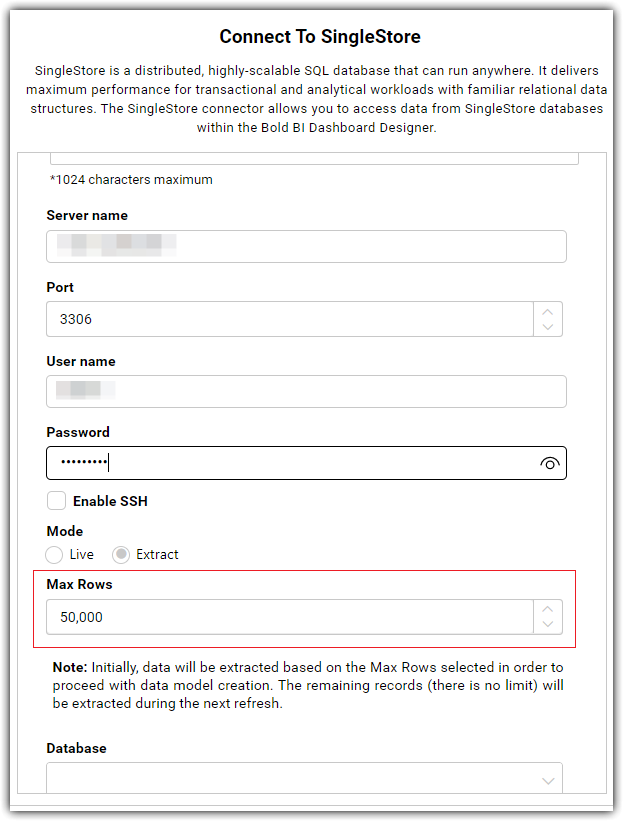 Connect To SingleStore
SingleStore is a distributed, highly-scalable SQL database that can run anywhere. It delivers
maximum performance for transactional and analytical workloads with familiar relational data
structures. The SingleStore connector allows you to access data from SingleStore databases
within the Bold BI Dashboard Designer.
*1024 characters maximum
Server name
Port
3306
User name
Password
•••••••••
Enable SSH
Mode
Live Extract
Max Rows
50,000
Note: Initially, data will be extracted based on the Max Rows selected in order to
proceed with data model creation. The remaining records (there is no limit) will
be extracted during the next refresh.
Database